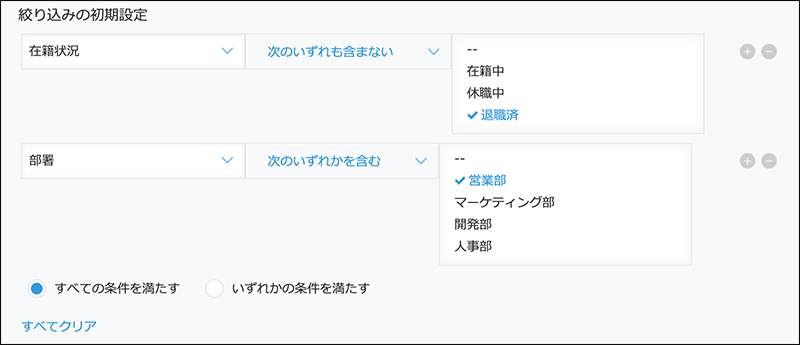 絞り込みの初期設定
在籍状況 次のいずれも含まない --
在籍中
休職中
退職済
部署 次のいずれかを含む --
営業部
マーケティング部
開発部
人事部
すべての条件を満たす いずれかの条件を満たす
すべてクリア